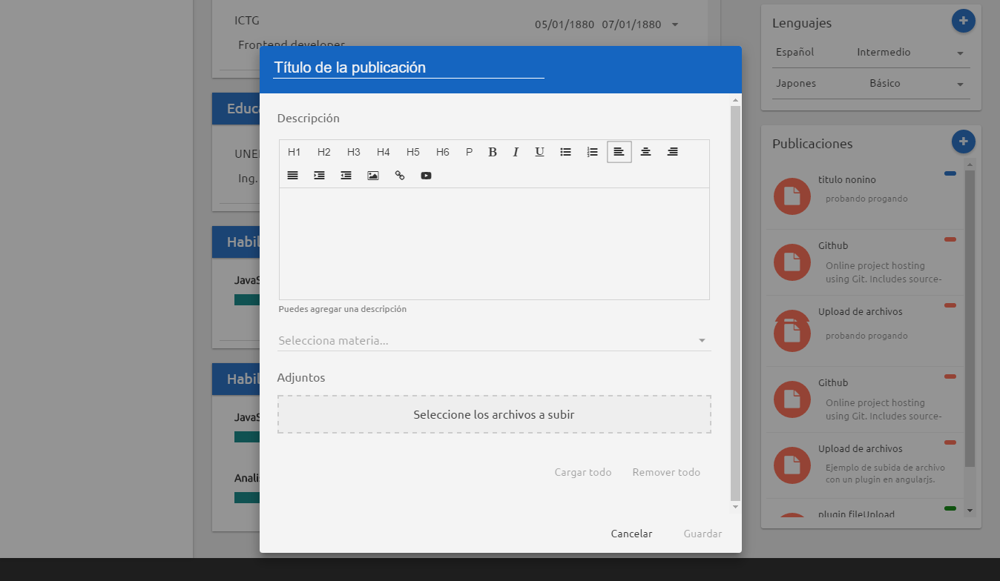 ICTG
05/01/1880 07/01/1880
Frontend developer
Educa
UNE
Ing.
Habil
JavaS
Habil
JavaS
Anali
Título de la publicación
Descripción
H1 H2 H3 H4 H5 H6 P B I U
Puedes agregar una descripción
Selecciona materia...
Adjuntos
Seleccione los archivos a subir
Cargar todo Remover todo
Cancelar Guardar
Lenguajes
Español Intermedio
Japones Básico
Publicaciones
titulo nonino
probando progando
Github
Online project hosting
using Git. Includes source-
Upload de archivos
probando progando
Github
Online project hosting
using Git. Includes source-
Upload de archivos
Ejemplo de subida de archivo
con un plugin en angularjs.
plugin fileUpload